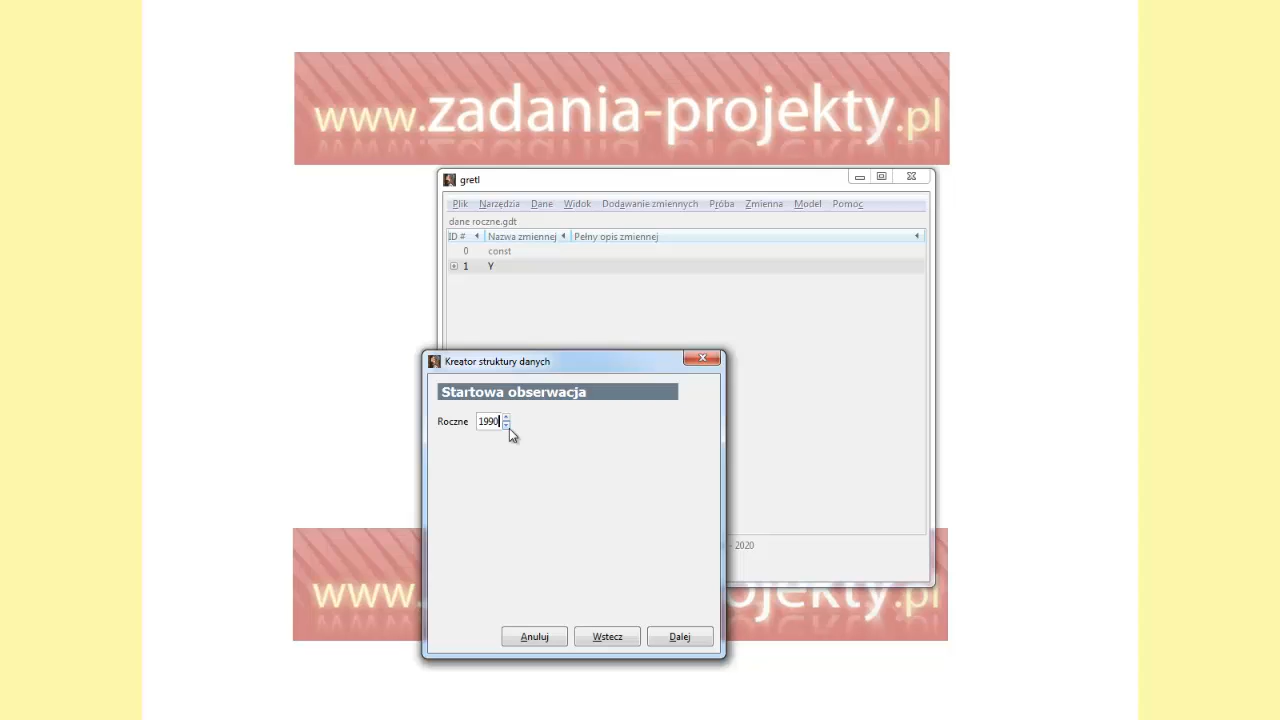 www.zadania-projekty.pl
gretl
Plik Narzędzia Dane Widok Dodawanie zmiennych Próba Zmienna Model Pomoc
dane roczne.gdt
ID # Nazwa zmiennej Pełny opis zmiennej
0 const
1 Y
Kreator struktury danych
Startowa obserwacja
Roczne 1990
- 2020
www. ojekty.pl
Anuluj Wstecz Dalej